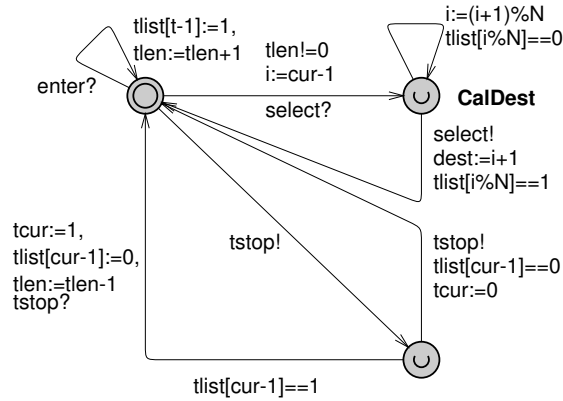 tlist[t-1]:=1,
tlen:=tlen+1
enter?
tlen!=0
i:=cur-1
select?
i:=(i+1)%N
tlist[i%N]==0
CalDest
select!
dest:=i+1
tlist[i%N]==1
tcur:=1,
tlist[cur-1]:=0,
tlen:=tlen-1
tstop?
tstop!
tstop!
tlist[cur-1]==0
tcur:=0
tlist[cur-1]==1